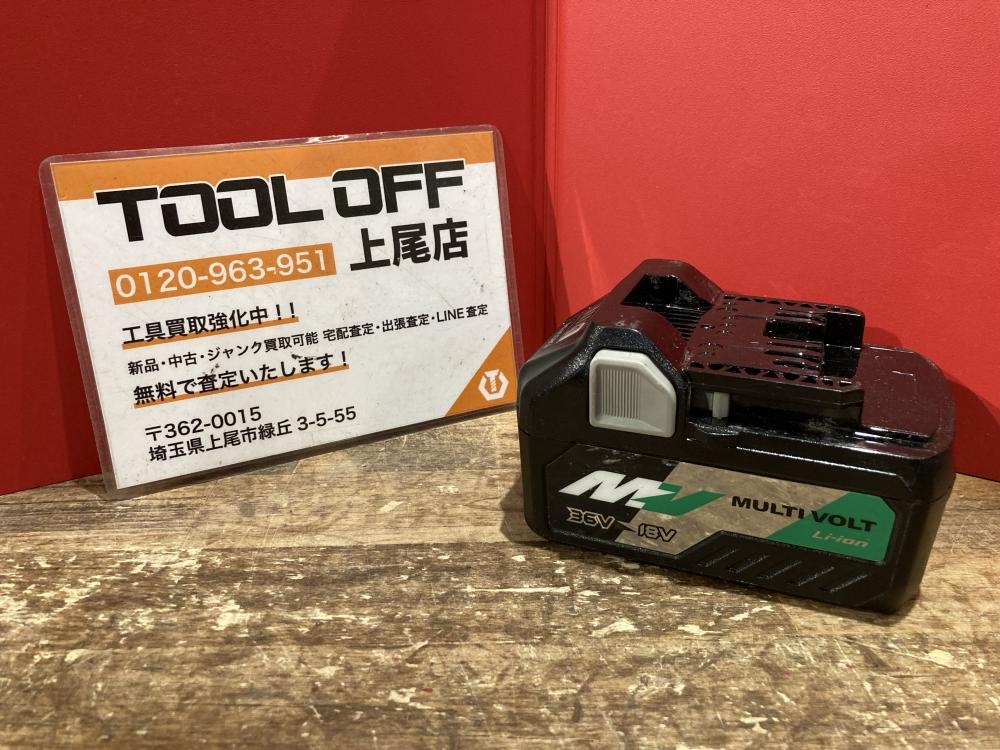 TOOL OFF
0120-963-951 上尾店
工具買取強化中!!
新品・中古・ジャンク買取可能 宅配査定・出張査定・LINE査定
無料で査定いたします!
〒362-0015
埼玉県上尾市緑丘 3-5-55
MV MULTI VOLT
36V 18V Li-ion